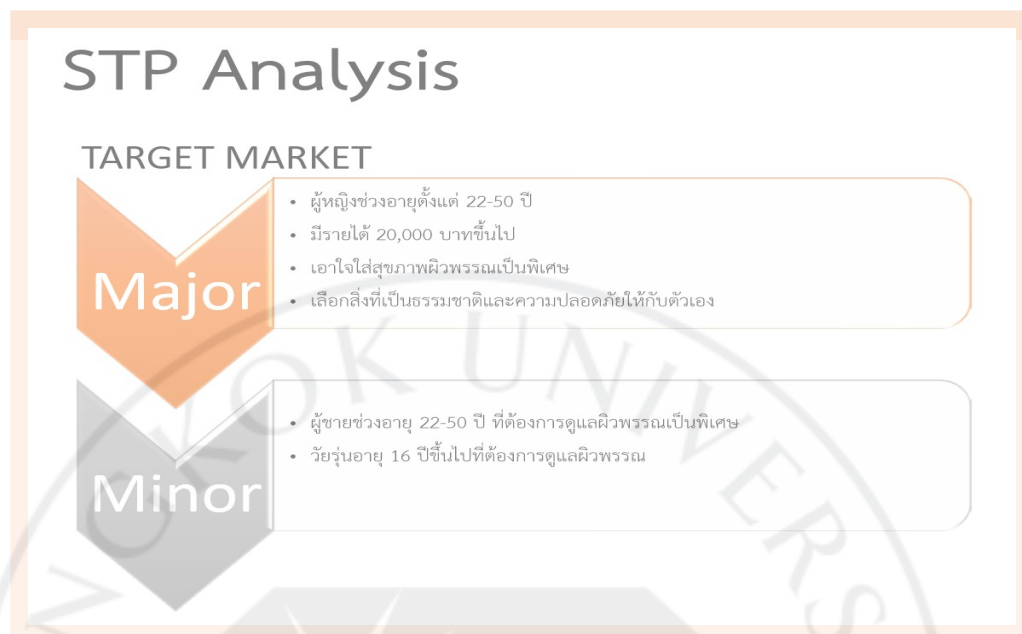 STP Analysis
TARGET MARKET
Major
• ผู้หญิงช่วงอายุตั้งแต่ 22-50 ปี
• มีรายได้ 20,000 บาทขึ้นไป
• เอาใจใส่สุขภาพผิวพรรณเป็นพิเศษ
• เลือกสิ่งที่เป็นธรรมชาติและความปลอดภัยให้กับตัวเอง
Minor
• ผู้ชายช่วงอายุ 22-50 ปี ที่ต้องการดูแลผิวพรรณเป็นพิเศษ
• วัยรุ่นอายุ 16 ปีขึ้นไปที่ต้องการดูแลผิวพรรณ
GKOK UNIVERS